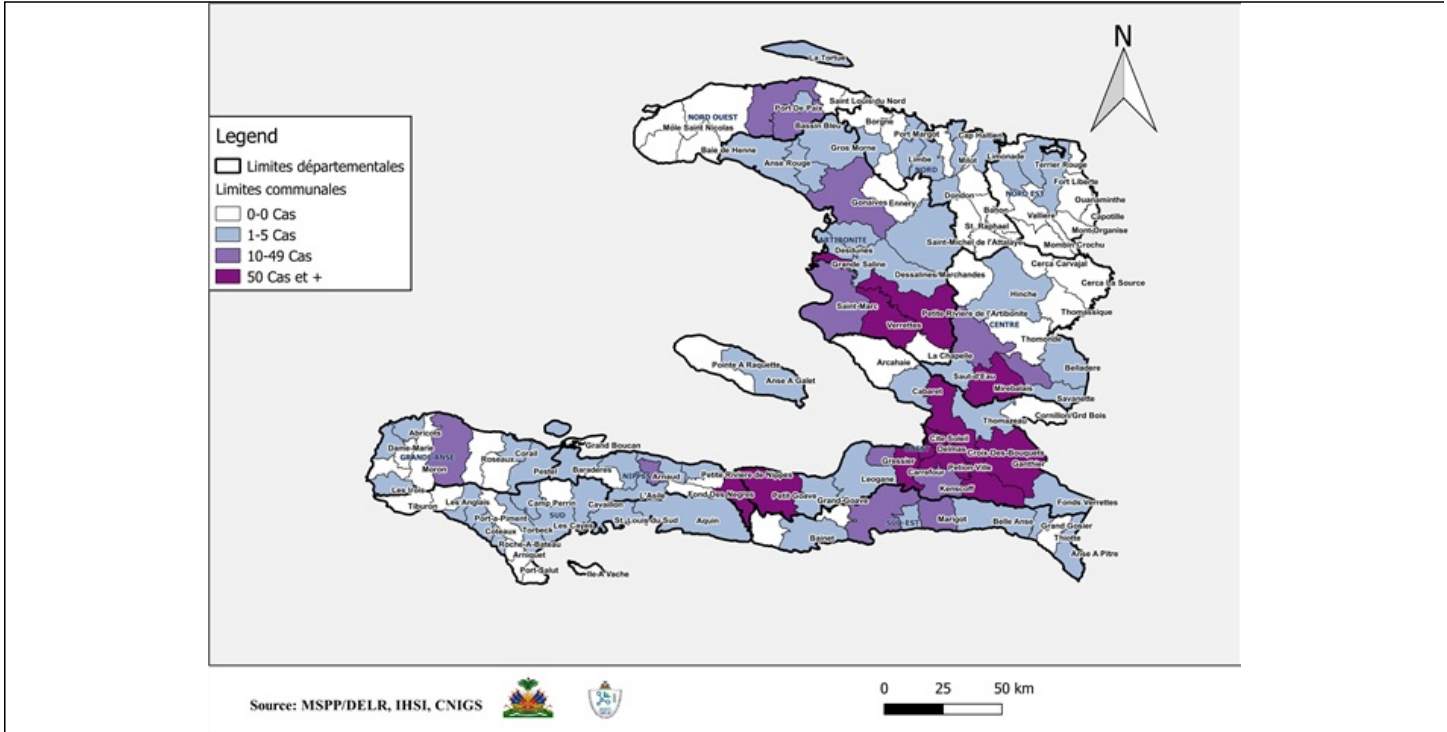 N
Legend
Limites départementales
Limites communales
0-0 Cas
1-5 Cas
10-49 Cas
50 Cas et +
La Tortue
Port De Paix
Saint Louis du Nord
NORD OUEST
Môle Saint Nicolas
Bassin Bleu
Borgne
Port Margot
Cap Haitien
Baie de Henne
Anse Rouge
Gros Morne
Limbe
NORD
Milot
Limonade
Terrier Rouge
Fort Liberte
NORD EST
Ouanaminthe
Gonaives
Ennery
Dondon
Bahon
Valliere
Capotille
Mont-Organise
St. Raphael
Mombin Crochu
ARTIBONITE
Desdunes
Saint-Michel de l'Attalaye
Grande Saline
Dessalines/Marchandes
Cerca Carvajal
Cerca La Source
Hinche
Saint-Marc
Petite Rivière de l'Artibonite
Thomassique
Verrettes
CENTRE
Thomonde
Pointe A Raquette
Anse A Galet
Arcahaie
La Chapelle
Belladere
Saut-d'Eau
Mirebalais
Cabaret
Savanette
Cornillon/Grd Bois
Thomazeau
Abricots
Dame-Marie
GRANDE ANSE
Moron
Roseaux
Corail
Grand Boucan
Pestel
Baradères
NIPPES
Arnaud
Petite Riviere de Nippes
Cite Soleil
Delmas
Croix-Des-Bouquets
Gressier
Carrefour
Petion Ville
Ganthier
Leogane
Kenscoff
Les Irois
Tiburon
Les Anglais
Camp Perrin
Cavaillon
L'Asile
Fond Des Negres
Petit Goave
Grand Goave
Fonds Verrettes
Port-a-Piment
SUD
St. Louis du Sud
Aquin
Coteaux
Torbeck
Les Cayes
Roche-A-Bateau
Arniquet
Port-Salut
Ile-A Vache
Bainet
SUD-EST
Marigot
Belle Anse
Grand Gosier
Thiotte
Anse A Pitre
Source: MSPP/DELR, IHSI, CNIGS
0 25 50 km